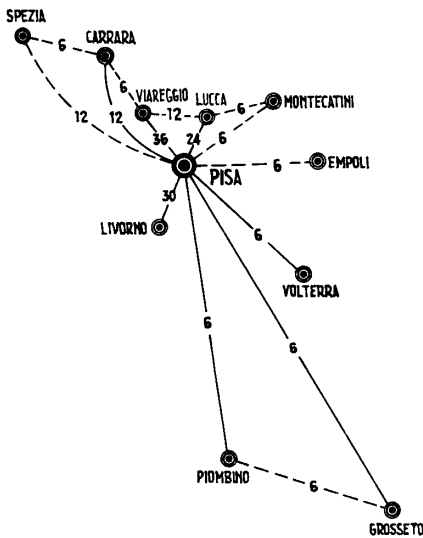 SPEZIA
6
CARRARA
6
VIAREGGIO
12
LUCCA
6
MONTECATINI
12
12
36
24
6
PISA
6
EMPOLI
30
LIVORNO
6
VOLTERRA
6
6
PIOMBINO
6
GROSSETO